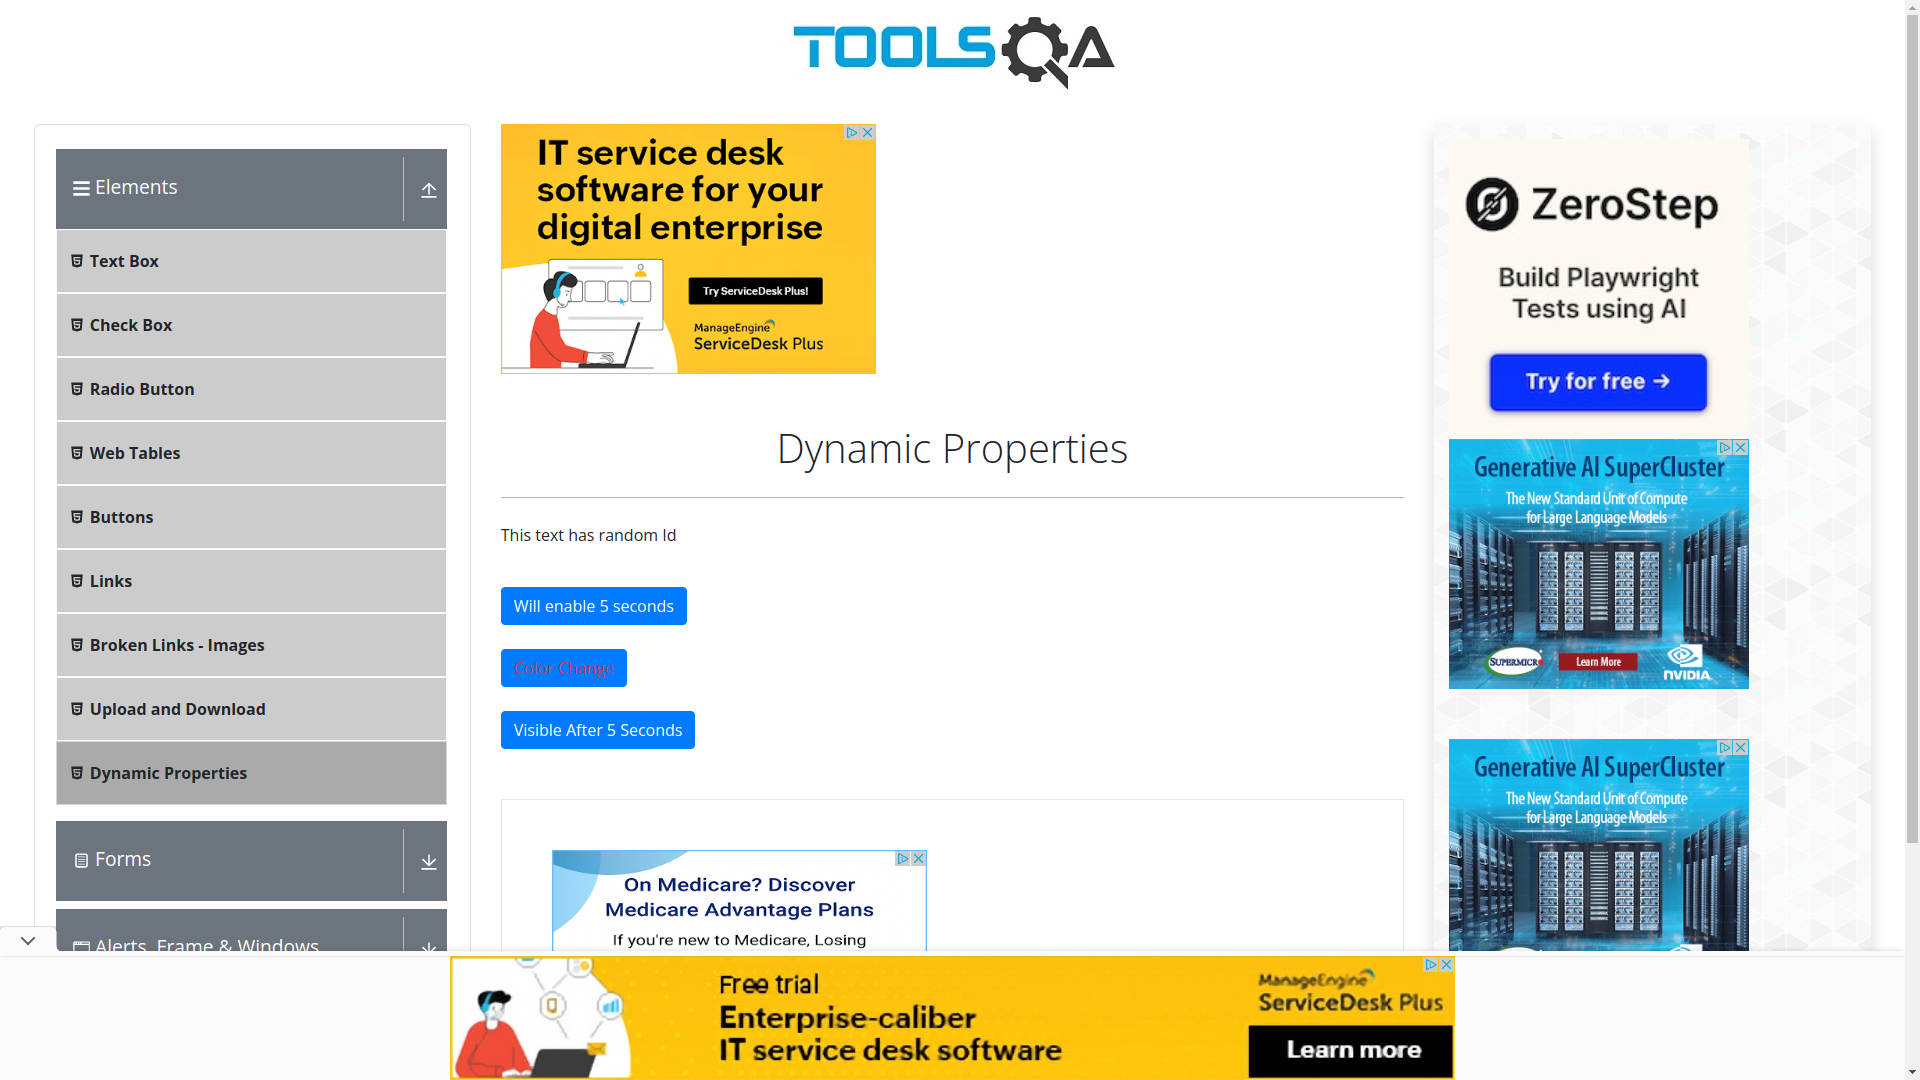 TOOLSQA
Elements
Text Box
Check Box
Radio Button
Web Tables
Buttons
Links
Broken Links - Images
Upload and Download
Dynamic Properties
Forms
Alerts, Frame & Windows
IT service desk
software for your
digital enterprise
Try ServiceDesk Plus!
ManageEngine
ServiceDesk Plus
Dynamic Properties
This text has random Id
Will enable 5 seconds
Color Change
Visible After 5 Seconds
On Medicare? Discover
Medicare Advantage Plans
If you're new to Medicare, Losing
ZeroStep
Build Playwright
Tests using AI
Try for free →
Generative AI SuperCluster
The New Standard Unit of Compute
for Large Language Models
SUPERMICRO
Learn More
NVIDIA
Generative AI SuperCluster
The New Standard Unit of Compute
for Large Language Models
Free trial
Enterprise-caliber
IT service desk software
ManageEngine
ServiceDesk Plus
Learn more